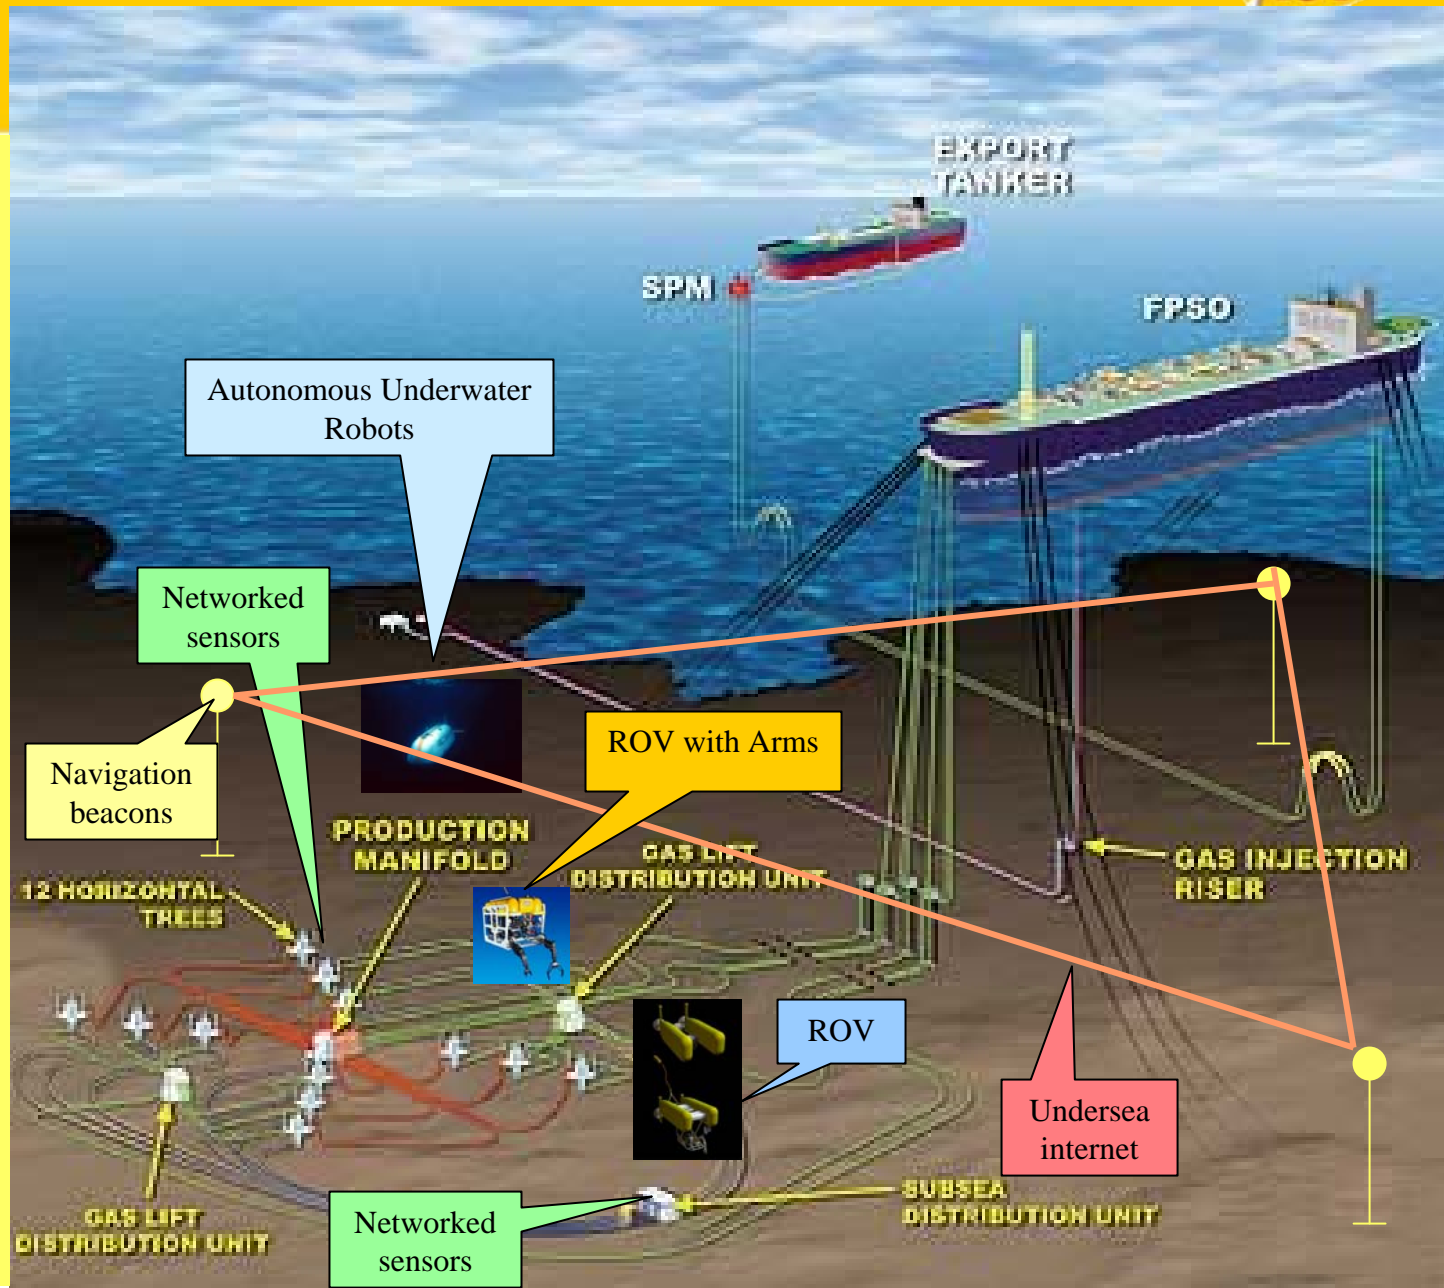 EXPORT
TANKER
SPM
FPSO
Autonomous Underwater
Robots
Networked
sensors
Navigation
beacons
ROV with Arms
PRODUCTION
MANIFOLD
GAS LIFT
DISTRIBUTION UNIT
GAS INJECTION
RISER
12 HORIZONTAL
TREES
ROV
Undersea
internet
GAS LIFT
DISTRIBUTION UNIT
Networked
sensors
SUBSEA
DISTRIBUTION UNIT